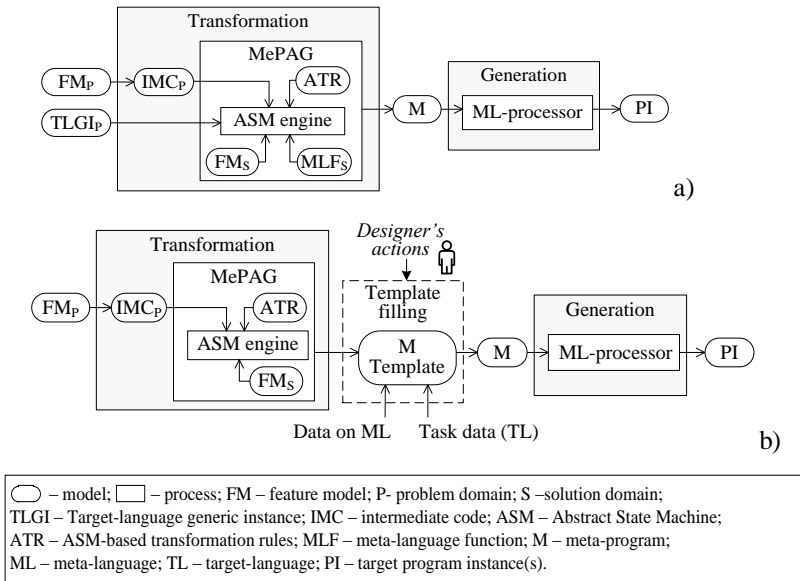 Transformation
MePAG
Generation
FMP
IMCP
ATR
M
ML-processor
PI
TLGIP
ASM engine
FMS
MLFS
a)
Designer's
actions
Transformation
MePAG
Template
filling
Generation
FMP
IMCP
ATR
ASM engine
M
Template
M
ML-processor
PI
FMS
Data on ML
Task data (TL)
b)
– model; – process; FM – feature model; P- problem domain; S –solution domain;
TLGI – Target-language generic instance; IMC – intermediate code; ASM – Abstract State Machine;
ATR – ASM-based transformation rules; MLF – meta-language function; M – meta-program;
ML – meta-language; TL – target-language; PI – target program instance(s).